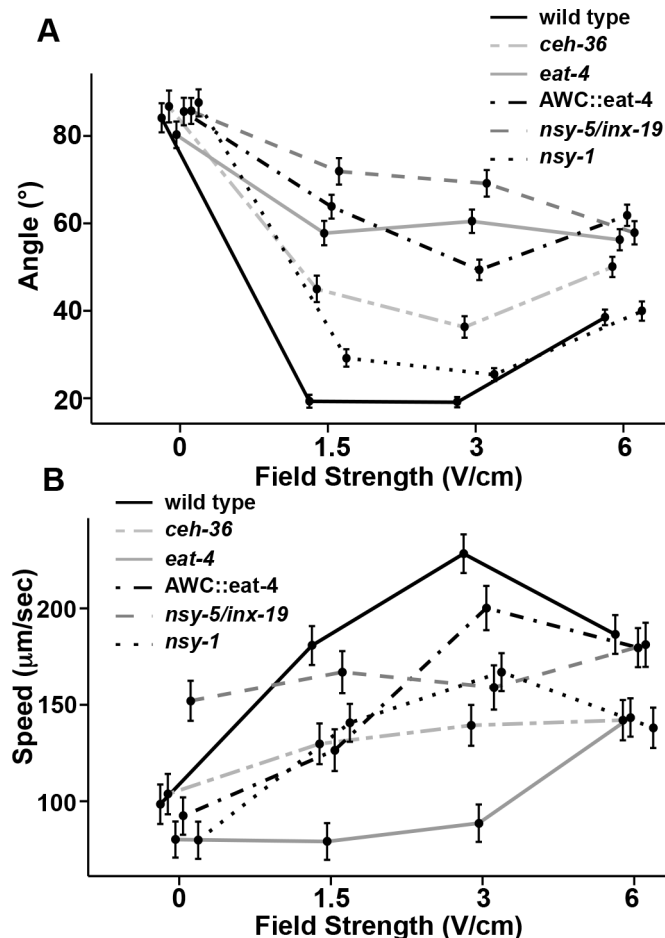 A
wild type
ceh-36
eat-4
AWC::eat-4
nsy-5/inx-19
nsy-1
80
60
40
20
Angle (°)
0 1.5 3 6
Field Strength (V/cm)
B
wild type
ceh-36
eat-4
AWC::eat-4
nsy-5/inx-19
nsy-1
200
150
100
Speed (μm/sec)
0 1.5 3 6
Field Strength (V/cm)